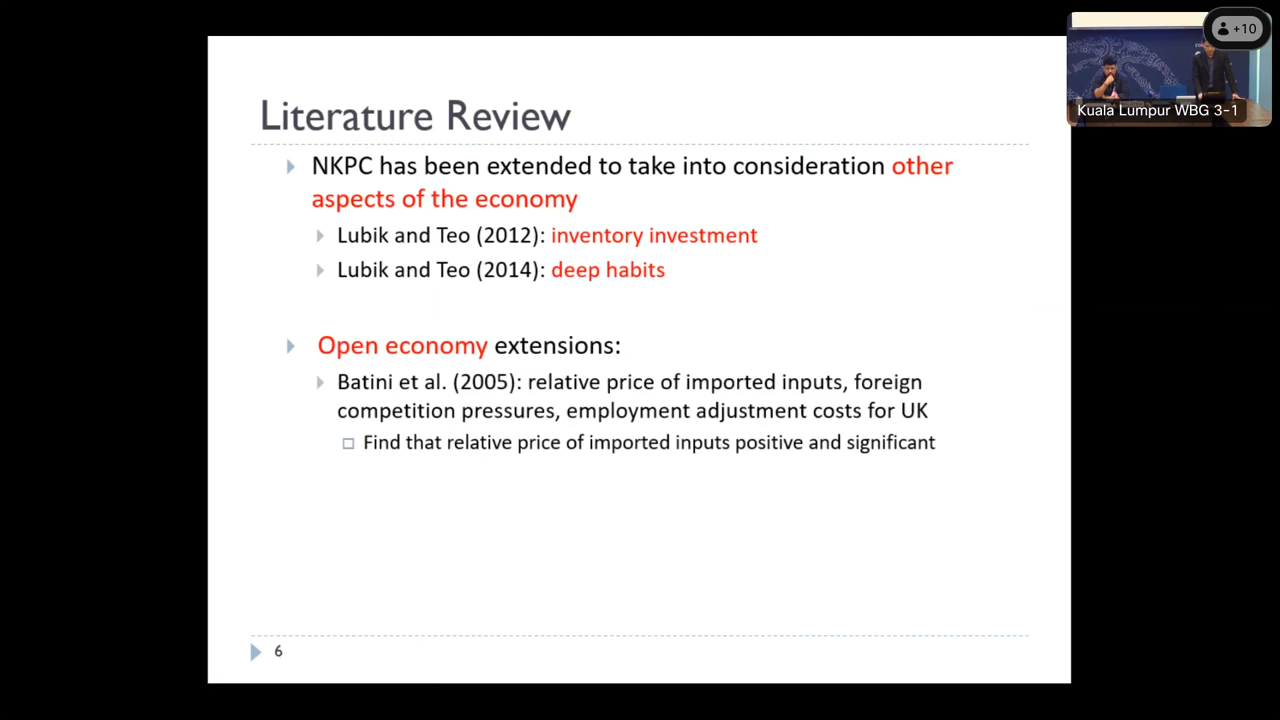 +10
Kuala Lumpur WBG 3-1
Literature Review
NKPC has been extended to take into consideration other
aspects of the economy
Lubik and Teo (2012): inventory investment
Lubik and Teo (2014): deep habits
Open economy extensions:
Batini et al. (2005): relative price of imported inputs, foreign
competition pressures, employment adjustment costs for UK
Find that relative price of imported inputs positive and significant
6